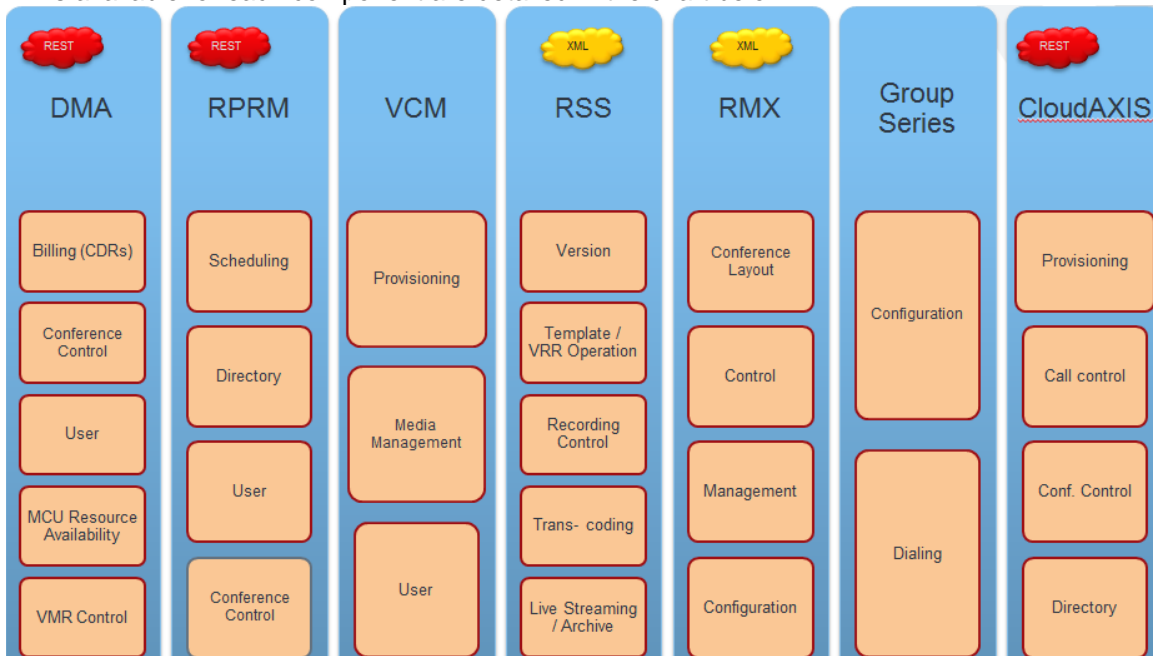 REST
DMA
Billing (CDRs)
Conference
Control
User
MCU Resource
Availability
VMR Control
REST
RPRM
Scheduling
Directory
User
Conference
Control
VCM
Provisioning
Media
Management
User
XML
RSS
Version
Template /
VRR Operation
Recording
Control
Trans- coding
Live Streaming
/ Archive
XML
RMX
Conference
Layout
Control
Management
Configuration
Group
Series
Configuration
Dialing
REST
CloudAXIS
Provisioning
Call control
Conf. Control
Directory